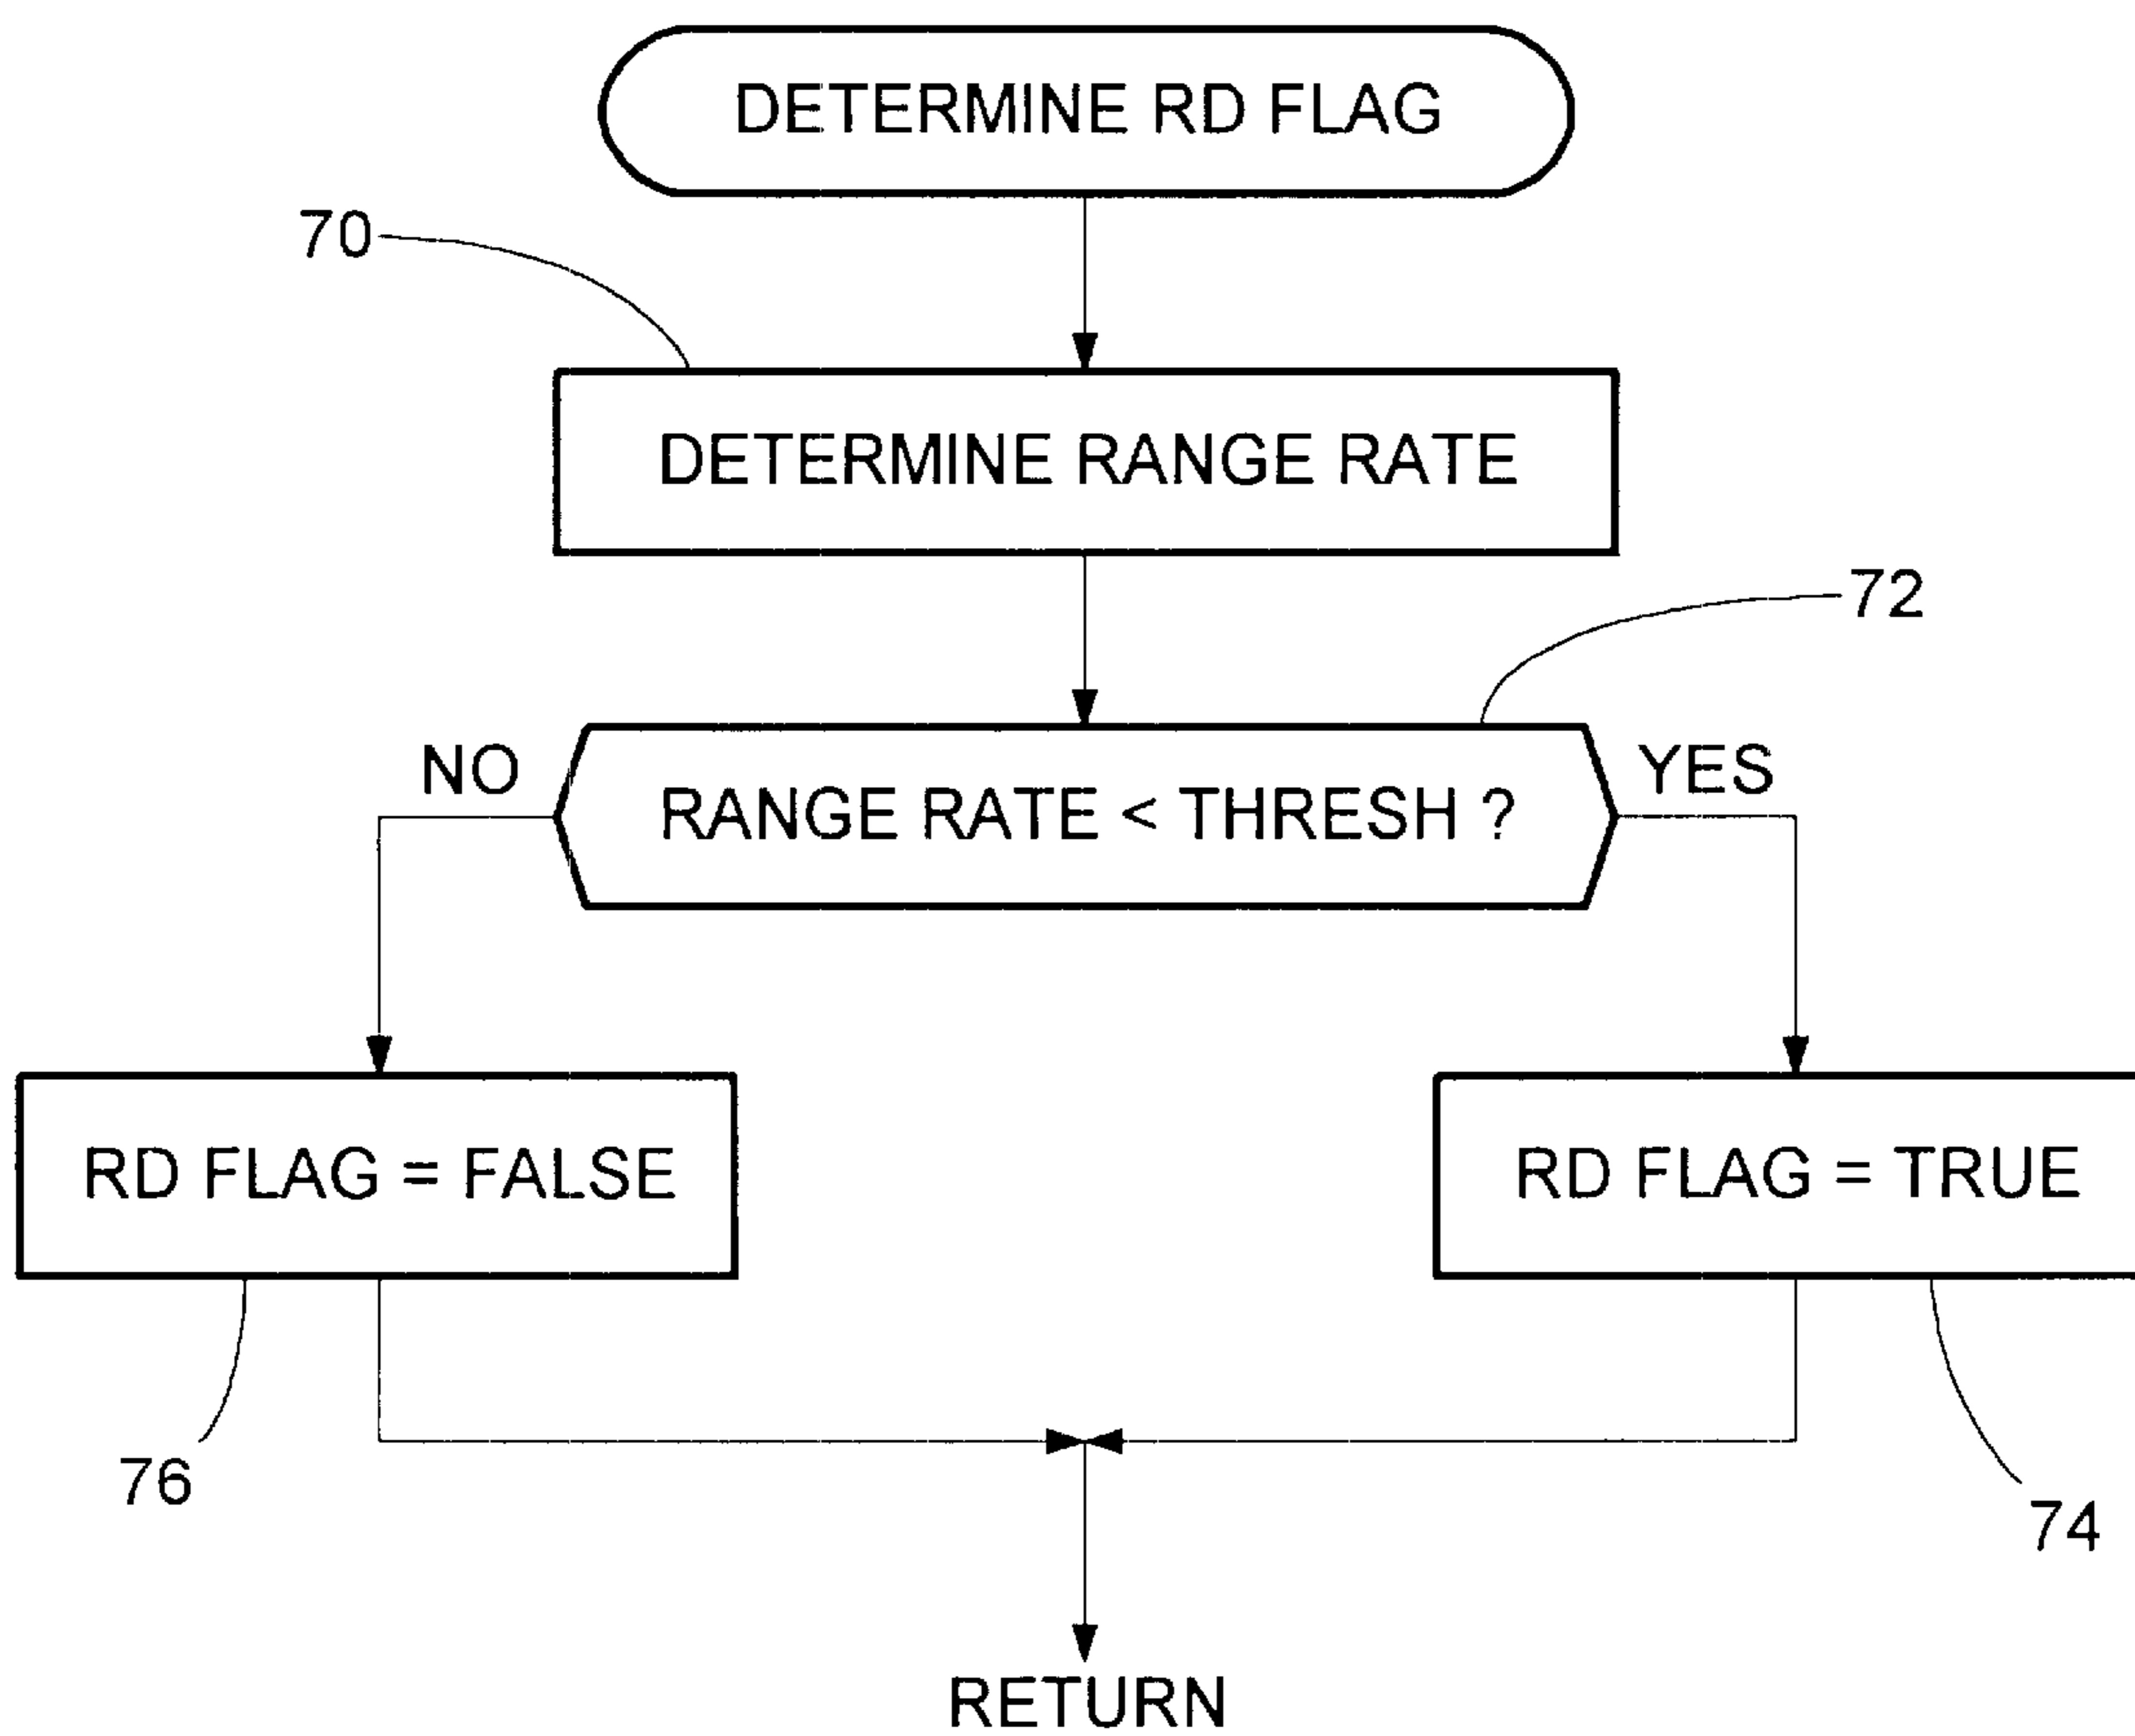 DETERMINE RD FLAG
70
DETERMINE RANGE RATE
72
NO
YES
RANGE RATE < THRESH ?
RD FLAG = FALSE
RD FLAG = TRUE
76
74
RETURN